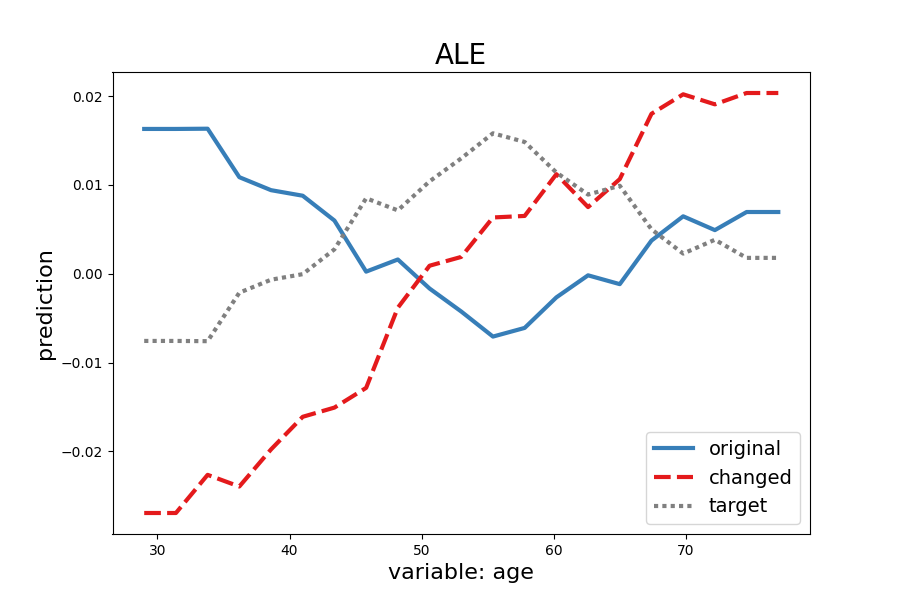 ALE
prediction
0.02
0.01
0.00
−0.01
−0.02
original
changed
target
30 40 50 60 70
variable: age